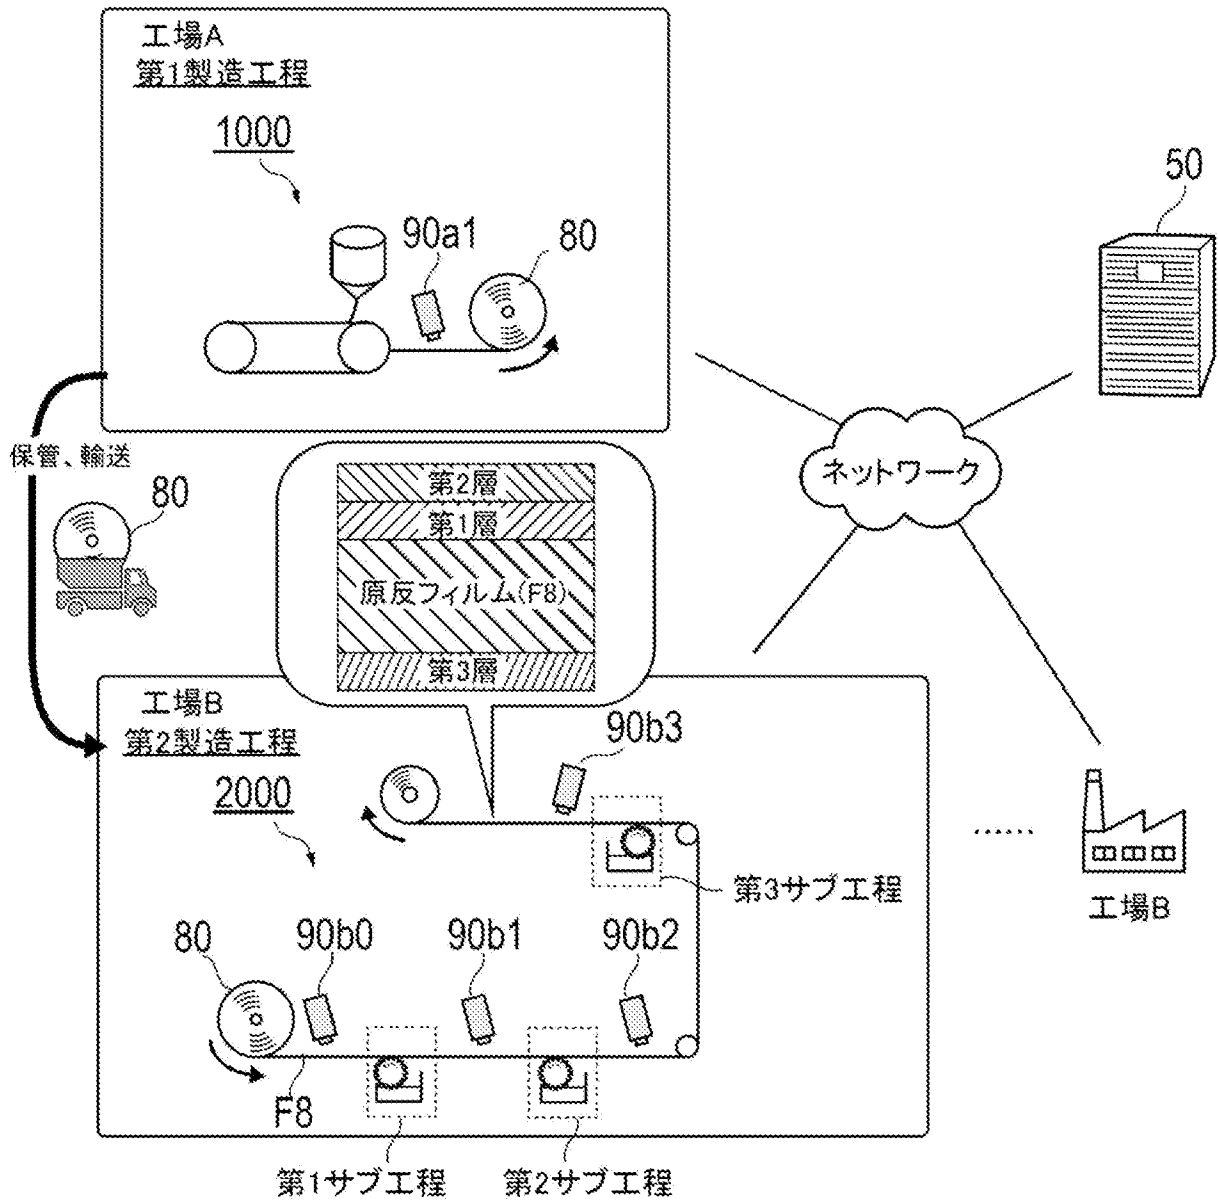 工場A
第1製造工程
1000
90a1
80
50
保管、輸送
80
ネットワーク
第2層
第1層
原反フィルム(F8)
第3層
工場B
第2製造工程
2000
90b3
第3サブ工程
......
工場B
80
90b0
90b1
90b2
F8
第1サブ工程
第2サブ工程